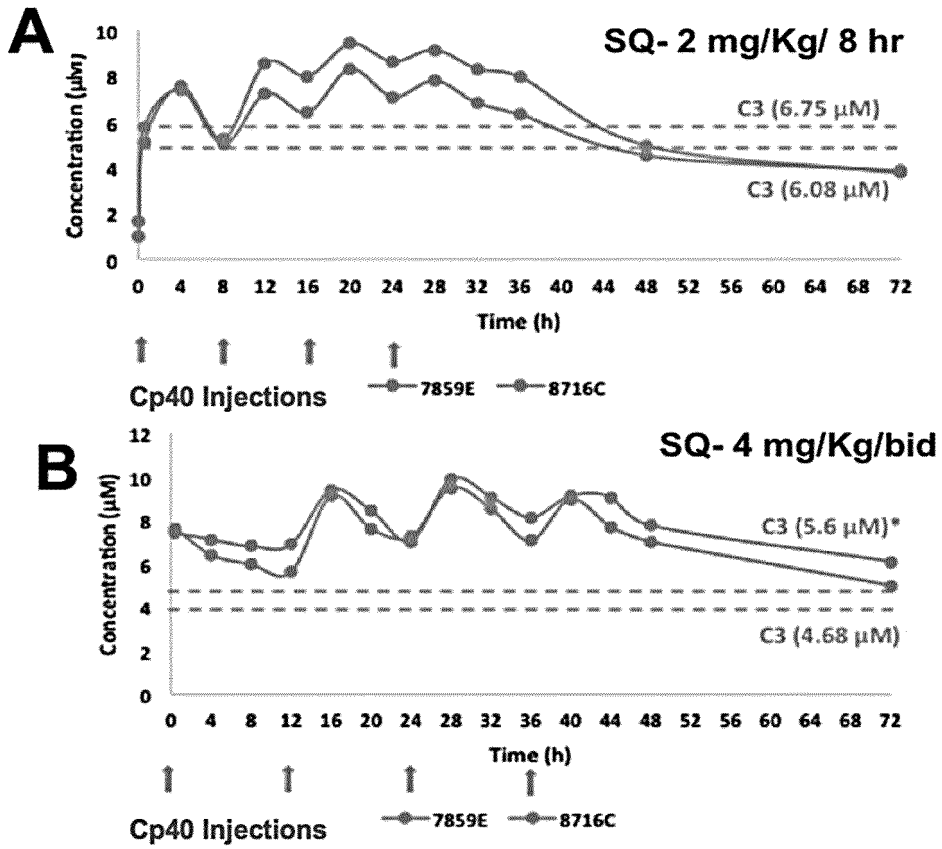 A
SQ- 2 mg/Kg/ 8 hr
Concentration (µM)
10
8
6
4
2
0
C3 (6.75 µM)
C3 (6.08 µM)
0 4 8 12 16 20 24 28 32 36 40 44 48 52 56 60 64 68 72
Time (h)
Cp40 Injections
7859E 8716C
B
SQ- 4 mg/Kg/bid
Concentration (µM)
12
10
8
6
4
2
0
C3 (5.6 µM)*
C3 (4.68 µM)
0 4 8 12 16 20 24 28 32 36 40 44 48 52 56 60 64 68 72
Time (h)
Cp40 Injections
7859E 8716C